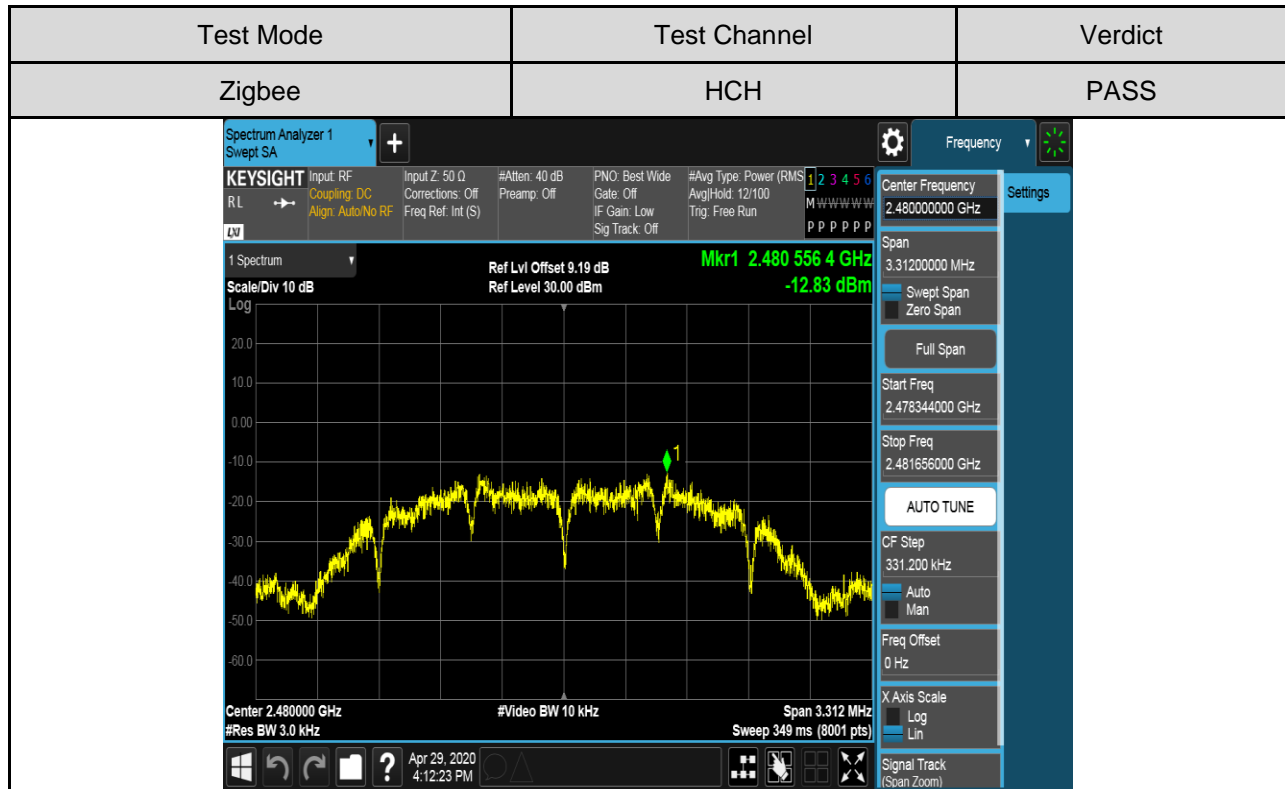 Test Mode Test Channel Verdict
Zigbee HCH PASS
Spectrum Analyzer 1
Swept SA
+
Frequency
KEYSIGHT
RL
LXI
Input: RF
Coupling: DC
Align: Auto/No RF
Input Z: 50 Ω
Corrections: Off
Freq Ref: Int (S)
#Atten: 40 dB
Preamp: Off
PNO: Best Wide
Gate: Off
IF Gain: Low
Sig Track: Off
#Avg Type: Power (RMS
Avg|Hold: 12/100
Trig: Free Run
1 2 3 4 5 6
M W W W W W
P P P P P P
1 Spectrum
Scale/Div 10 dB
Ref Lvl Offset 9.19 dB
Ref Level 30.00 dBm
Mkr1 2.480 556 4 GHz
-12.83 dBm
Log
20.0
10.0
0.00
-10.0
-20.0
-30.0
-40.0
-50.0
-60.0
1
Center 2.480000 GHz
#Res BW 3.0 kHz
#Video BW 10 kHz
Span 3.312 MHz
Sweep 349 ms (8001 pts)
Center Frequency
2.480000000 GHz
Settings
Span
3.31200000 MHz
Swept Span
Zero Span
Full Span
Start Freq
2.478344000 GHz
Stop Freq
2.481656000 GHz
AUTO TUNE
CF Step
331.200 kHz
Auto
Man
Freq Offset
0 Hz
X Axis Scale
Log
Lin
Signal Track
(Span Zoom)
?
Apr 29, 2020
4:12:23 PM